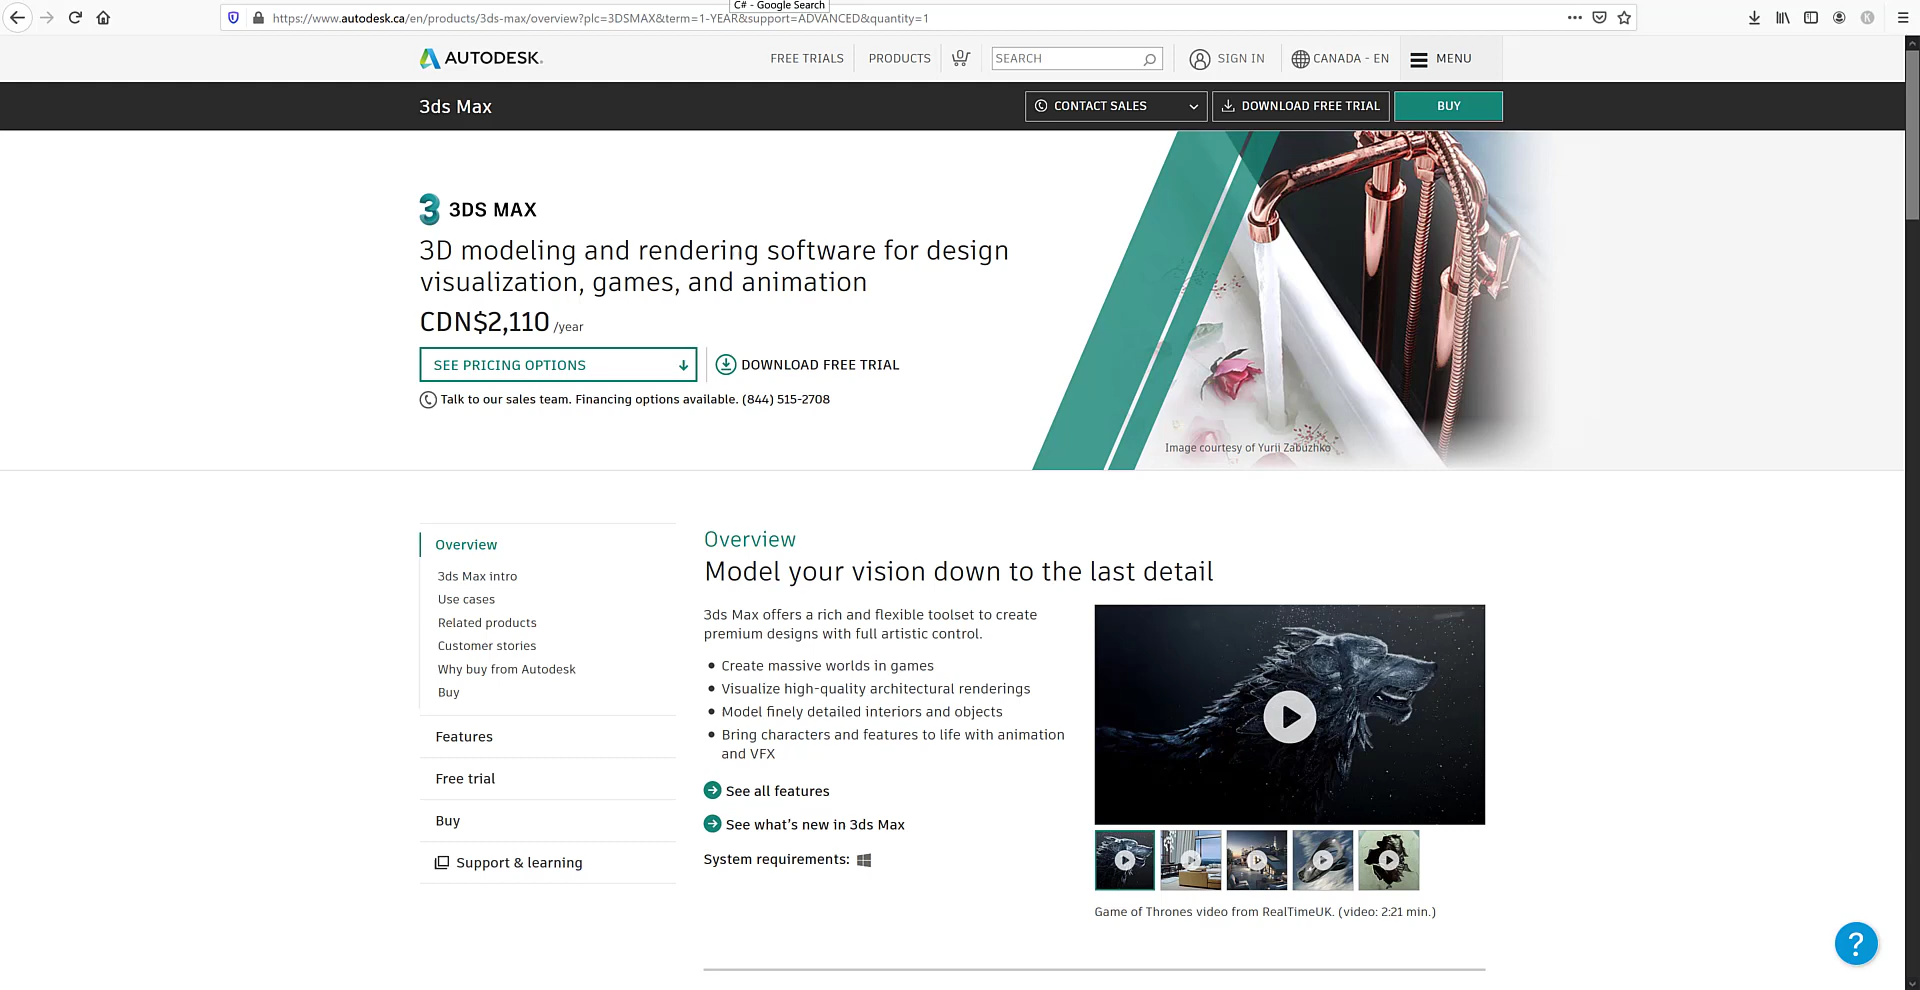 C# - Google Search
https://www.autodesk.ca/en/products/3ds-max/overview?plc=3DSMAX&term=1-YEAR&support=ADVANCED&quantity=1
AUTODESK.
FREE TRIALS
PRODUCTS
0
SEARCH
SIGN IN
CANADA - EN
MENU
3ds Max
CONTACT SALES
DOWNLOAD FREE TRIAL
BUY
3 3DS MAX
3D modeling and rendering software for design
visualization, games, and animation
CDN$2,110 /year
SEE PRICING OPTIONS
DOWNLOAD FREE TRIAL
Talk to our sales team. Financing options available. (844) 515-2708
Image courtesy of Yurii Zabuzhko
Overview
3ds Max intro
Use cases
Related products
Customer stories
Why buy from Autodesk
Buy
Features
Free trial
Buy
Support & learning
Overview
Model your vision down to the last detail
3ds Max offers a rich and flexible toolset to create
premium designs with full artistic control.
• Create massive worlds in games
• Visualize high-quality architectural renderings
• Model finely detailed interiors and objects
• Bring characters and features to life with animation
and VFX
See all features
See what's new in 3ds Max
System requirements:
Game of Thrones video from RealTimeUK. (video: 2:21 min.)
?